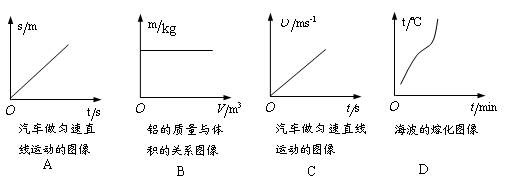 s/m
O
t/s
汽车做匀速直
线运动的图像
A
m/kg
O
V/m³
铝的质量与体
积的关系图像
B
υ/ms⁻¹
O
t/s
汽车做匀速直线
运动的图像
C
t/℃
O
t/min
海波的熔化图像
D